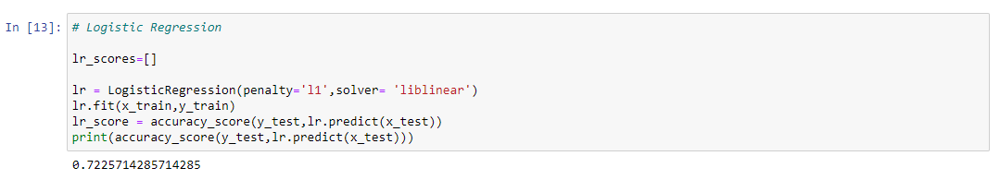 In [13]: # Logistic Regression
lr_scores=[]
lr = LogisticRegression(penalty='l1',solver= 'liblinear')
lr.fit(x_train,y_train)
lr_score = accuracy_score(y_test,lr.predict(x_test))
print(accuracy_score(y_test,lr.predict(x_test)))
0.7225714285714285